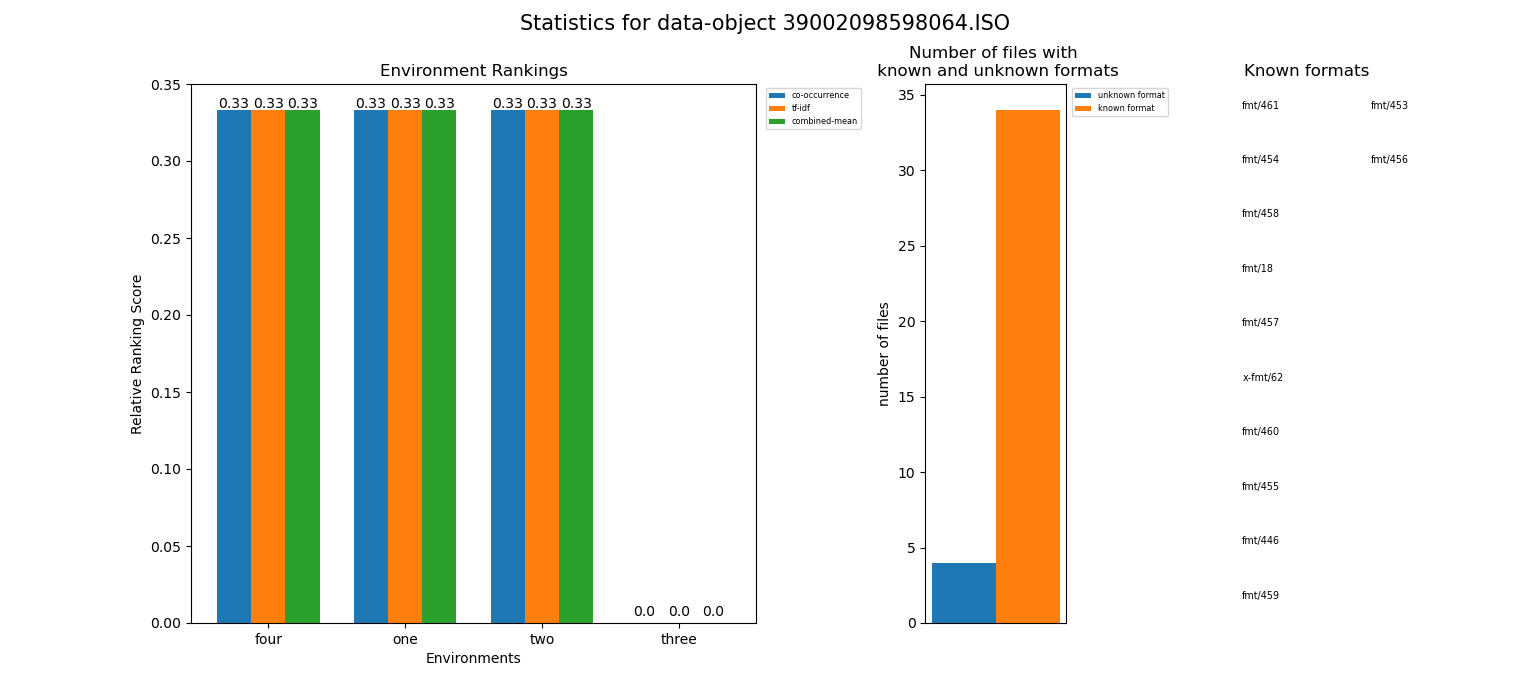 Statistics for data-object 39002098598064.ISO
Environment Rankings
0.35
0.30
0.25
0.20
0.15
0.10
0.05
0.00
Relative Ranking Score
0.33 0.33 0.33 0.33 0.33 0.33 0.33 0.33 0.33
0.0 0.0 0.0
four one two three
Environments
co-occurrence
tf-idf
combined-mean
Number of files with
known and unknown formats
35
30
25
20
15
10
5
0
number of files
unknown format
known format
Known formats
fmt/461 fmt/453
fmt/454 fmt/456
fmt/458
fmt/18
fmt/457
x-fmt/62
fmt/460
fmt/455
fmt/446
fmt/459